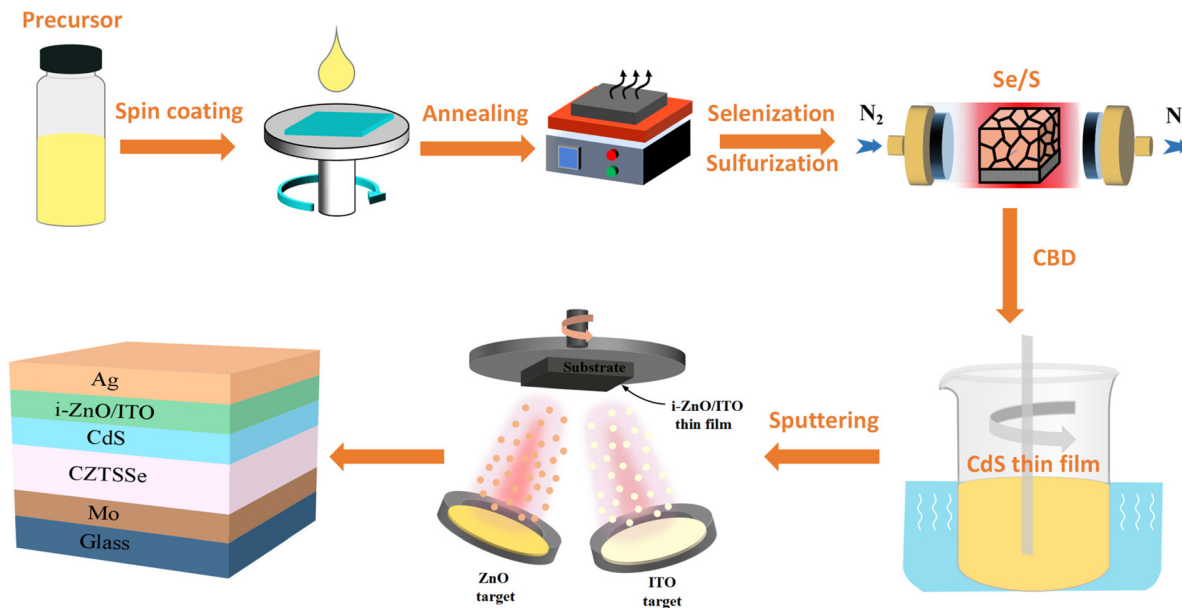 Precursor
Spin coating
Annealing
Selenization
Sulfurization
Se/S
N2
N
CBD
CdS thin film
Sputtering
Substrate
i-ZnO/ITO
thin film
ZnO
target
ITO
target
Ag
i-ZnO/ITO
CdS
CZTSSe
Mo
Glass